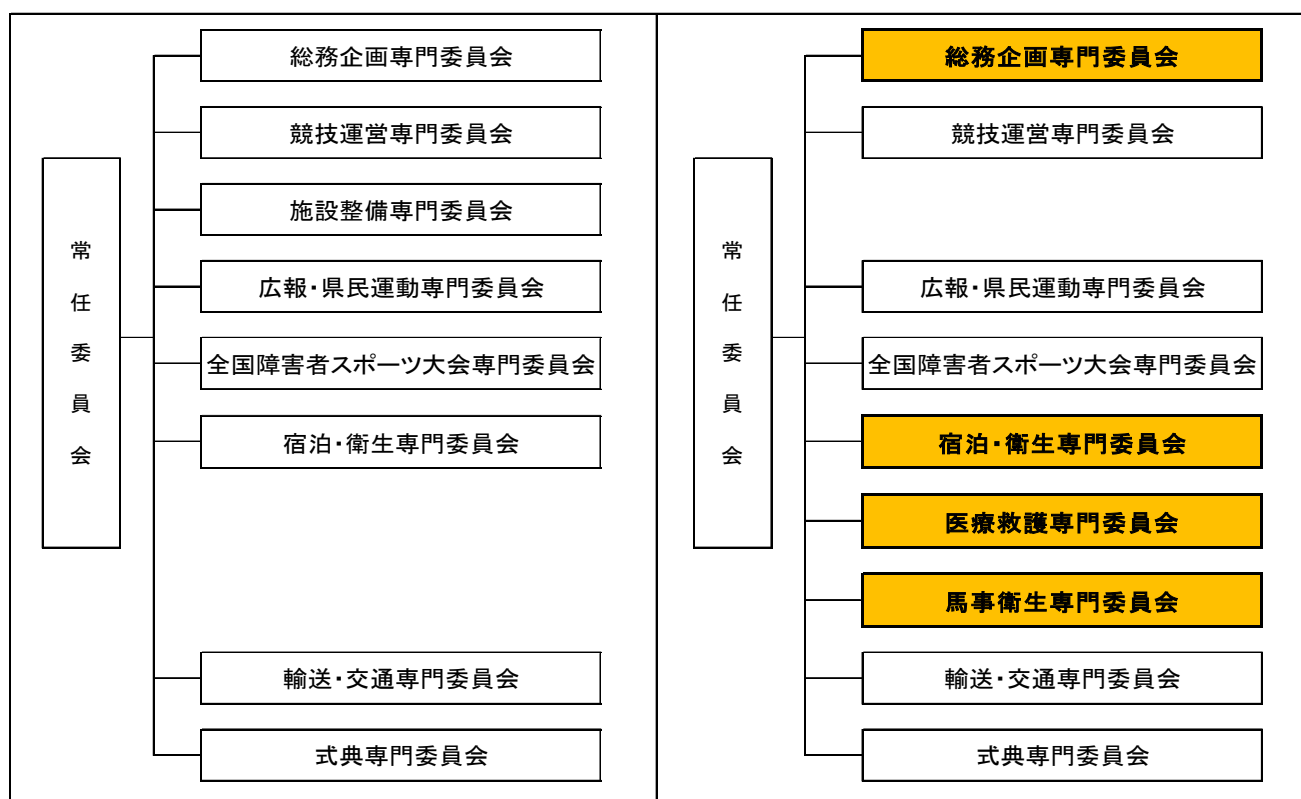 常任委員会
総務企画専門委員会
競技運営専門委員会
施設整備専門委員会
広報・県民運動専門委員会
全国障害者スポーツ大会専門委員会
宿泊・衛生専門委員会
輸送・交通専門委員会
式典専門委員会
常任委員会
総務企画専門委員会
競技運営専門委員会
広報・県民運動専門委員会
全国障害者スポーツ大会専門委員会
宿泊・衛生専門委員会
医療救護専門委員会
馬事衛生専門委員会
輸送・交通専門委員会
式典専門委員会